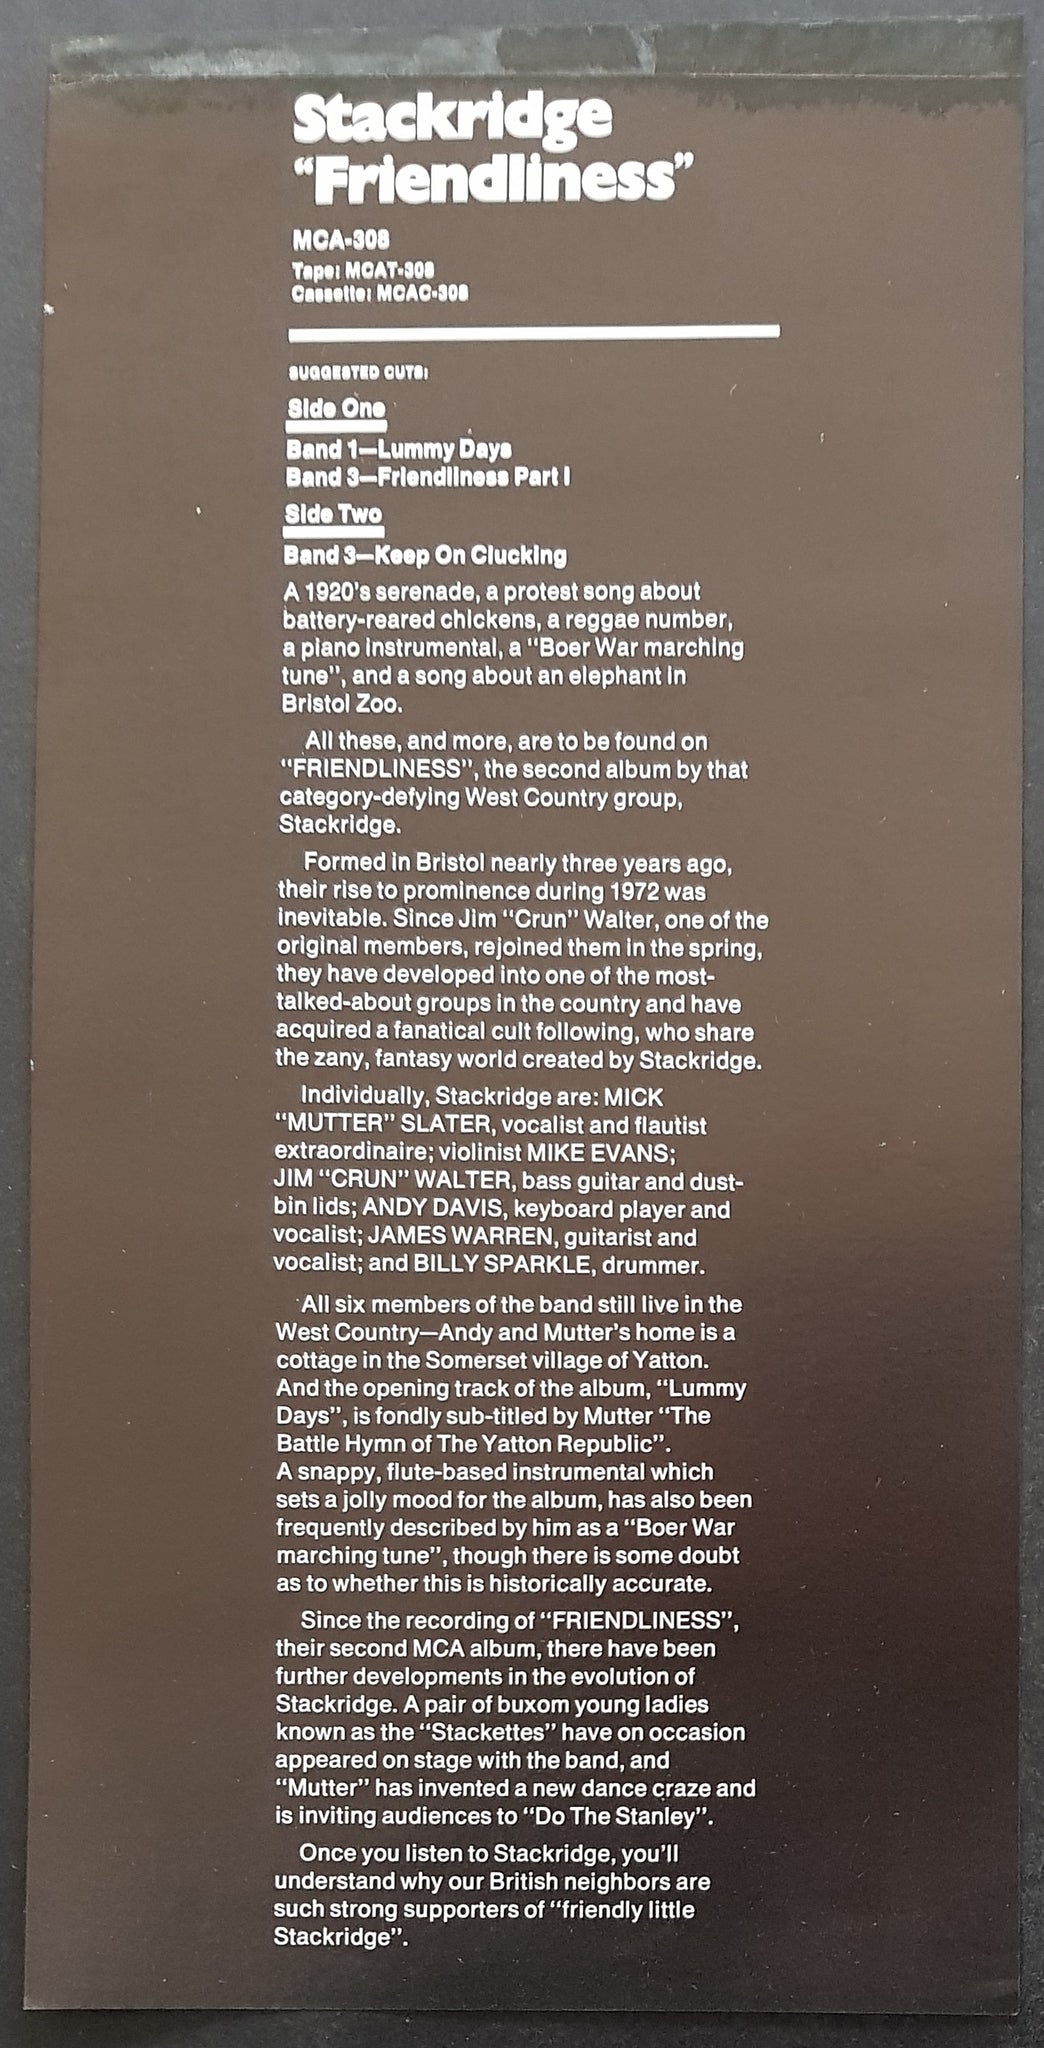 Stackridge
“Friendliness”
MCA-308
Tape: MCAT-308
Cassette: MCAC-308
SUGGESTED CUTS:
Side One
Band 1—Lummy Days
Band 3—Friendliness Part I
Side Two
Band 3—Keep On Clucking
A 1920's serenade, a protest song about
battery-reared chickens, a reggae number,
a piano instrumental, a “Boer War marching
tune”, and a song about an elephant in
Bristol Zoo.
All these, and more, are to be found on
“FRIENDLINESS”, the second album by that
category-defying West Country group,
Stackridge.
Formed in Bristol nearly three years ago,
their rise to prominence during 1972 was
inevitable. Since Jim “Crun” Walter, one of the
original members, rejoined them in the spring,
they have developed into one of the most-
talked-about groups in the country and have
acquired a fanatical cult following, who share
the zany, fantasy world created by Stackridge.
Individually, Stackridge are: MICK
“MUTTER” SLATER, vocalist and flautist
extraordinaire; violinist MIKE EVANS;
JIM “CRUN” WALTER, bass guitar and dust-
bin lids; ANDY DAVIS, keyboard player and
vocalist; JAMES WARREN, guitarist and
vocalist; and BILLY SPARKLE, drummer.
All six members of the band still live in the
West Country—Andy and Mutter's home is a
cottage in the Somerset village of Yatton.
And the opening track of the album, “Lummy
Days”, is fondly sub-titled by Mutter “The
Battle Hymn of The Yatton Republic”.
A snappy, flute-based instrumental which
sets a jolly mood for the album, has also been
frequently described by him as a “Boer War
marching tune”, though there is some doubt
as to whether this is historically accurate.
Since the recording of “FRIENDLINESS”,
their second MCA album, there have been
further developments in the evolution of
Stackridge. A pair of buxom young ladies
known as the “Stackettes” have on occasion
appeared on stage with the band, and
“Mutter” has invented a new dance craze and
is inviting audiences to “Do The Stanley”.
Once you listen to Stackridge, you'll
understand why our British neighbors are
such strong supporters of “friendly little
Stackridge”.